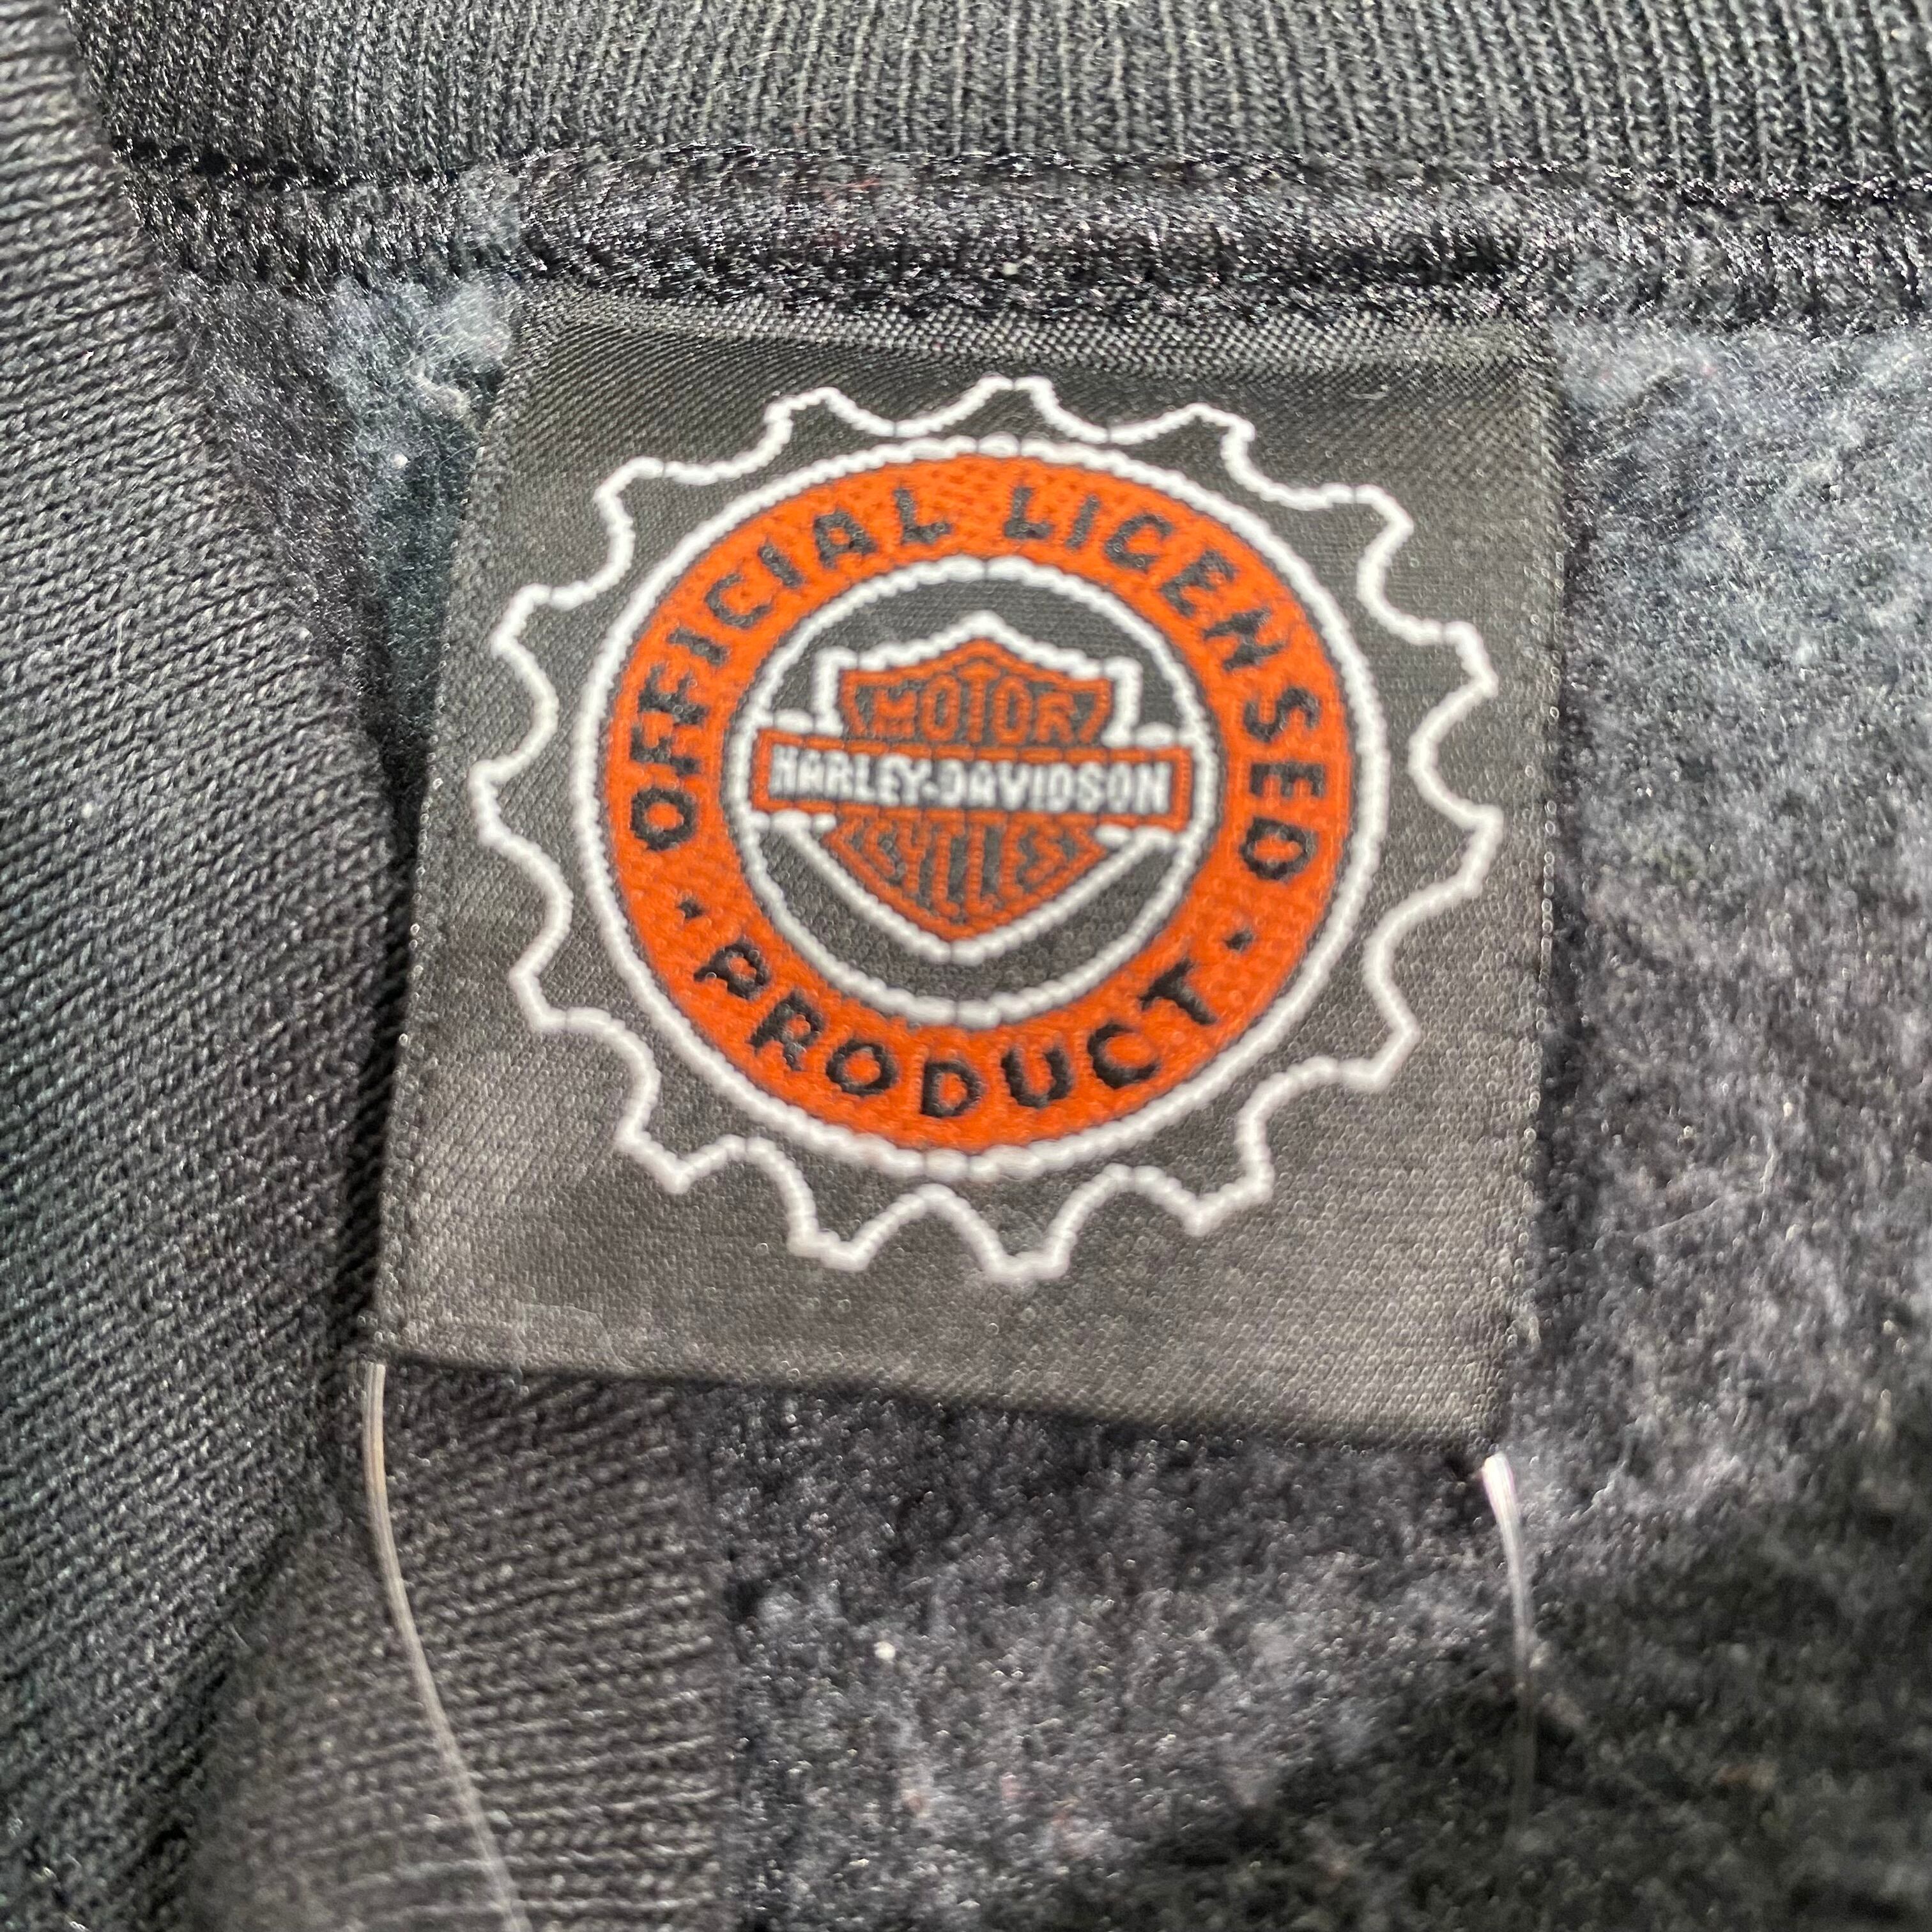 OFFICIAL LICENSED
MOTOR
HARLEY-DAVIDSON
CYCLES
· PRODUCT ·